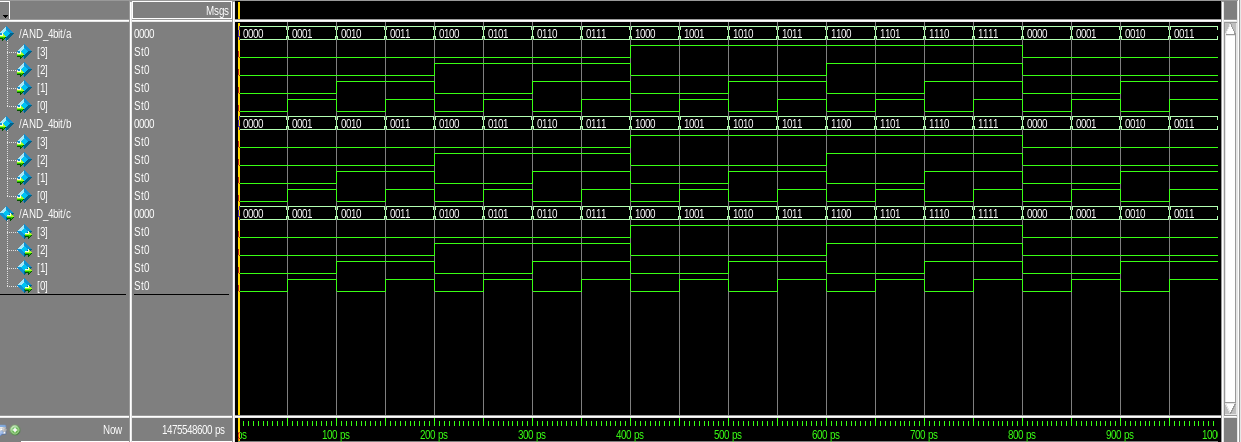 Msgs
/AND_4bit/a 0000 0000 0001 0010 0011 0100 0101 0110 0111 1000 1001 1010 1011 1100 1101 1110 1111 0000 0001 0010 0011
[3] St0
[2] St0
[1] St0
[0] St0
/AND_4bit/b 0000 0000 0001 0010 0011 0100 0101 0110 0111 1000 1001 1010 1011 1100 1101 1110 1111 0000 0001 0010 0011
[3] St0
[2] St0
[1] St0
[0] St0
/AND_4bit/c 0000 0000 0001 0010 0011 0100 0101 0110 0111 1000 1001 1010 1011 1100 1101 1110 1111 0000 0001 0010 0011
[3] St0
[2] St0
[1] St0
[0] St0
Now 1475548600 ps ps 100 ps 200 ps 300 ps 400 ps 500 ps 600 ps 700 ps 800 ps 900 ps 100